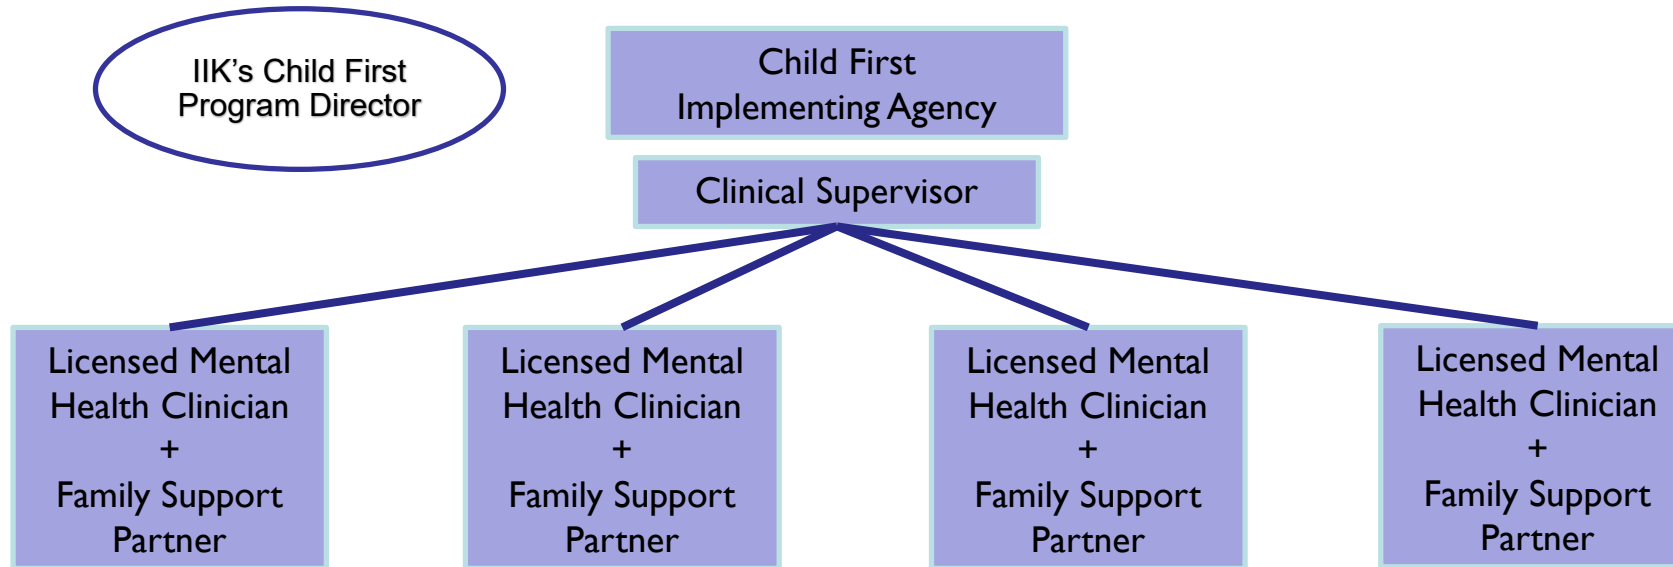 IIK's Child First
Program Director
Child First
Implementing Agency
Clinical Supervisor
Licensed Mental
Health Clinician
+
Family Support
Partner
Licensed Mental
Health Clinician
+
Family Support
Partner
Licensed Mental
Health Clinician
+
Family Support
Partner
Licensed Mental
Health Clinician
+
Family Support
Partner